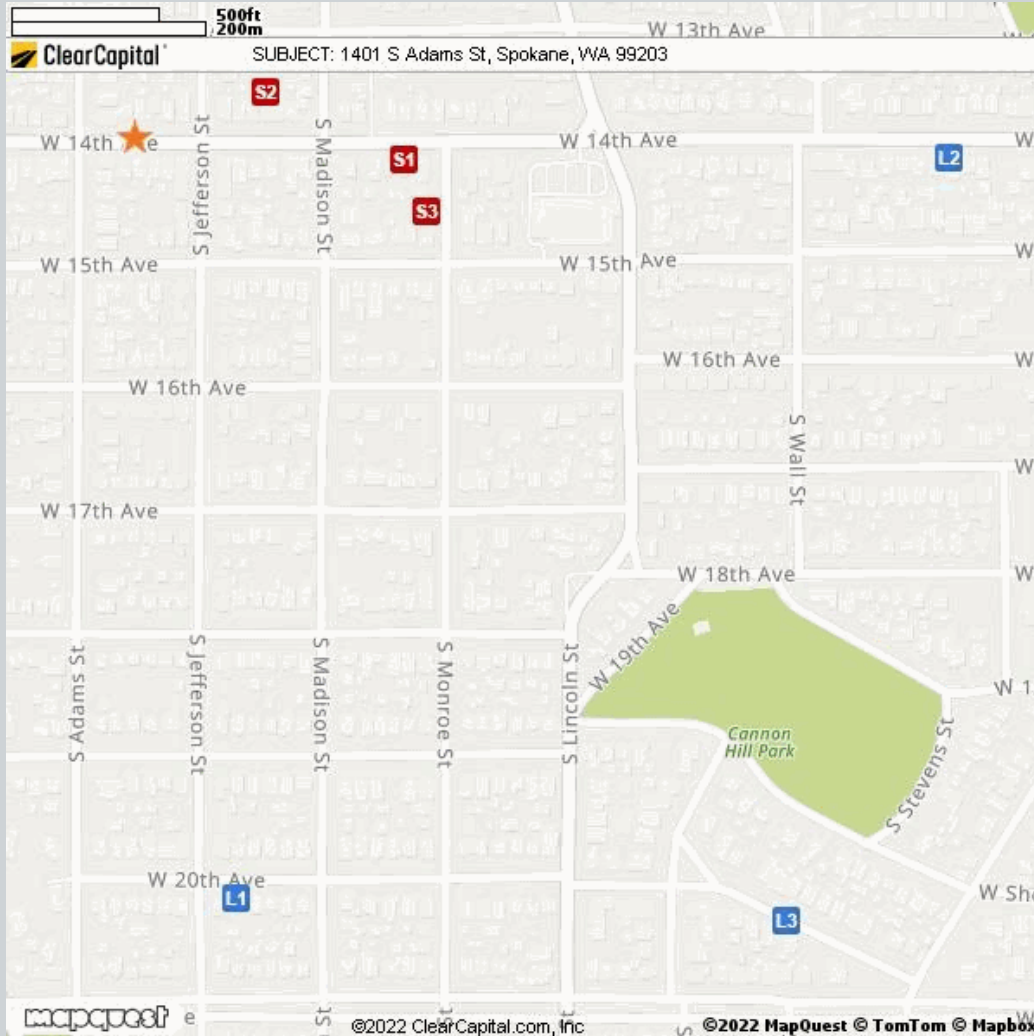 500ft
200m
W 13th Ave
ClearCapital
SUBJECT: 1401 S Adams St, Spokane, WA 99203
S2
W 14th
S Jefferson St
S Madison St
S1
W 14th Ave
L2
W
S3
W 15th Ave
W 15th Ave
W
W 16th Ave
W
W 16th Ave
S Wall St
W
W 17th Ave
W 18th Ave
W
W 19th Ave
S Adams St
S Jefferson St
S Madison St
S Monroe St
S Lincoln St
W 1
Cannon
Hill Park
S Stevens St
W 20th Ave
L1
W Sh
L3
mapquest
e
©2022 ClearCapital.com, Inc
©2022 MapQuest © TomTom © Mapbo